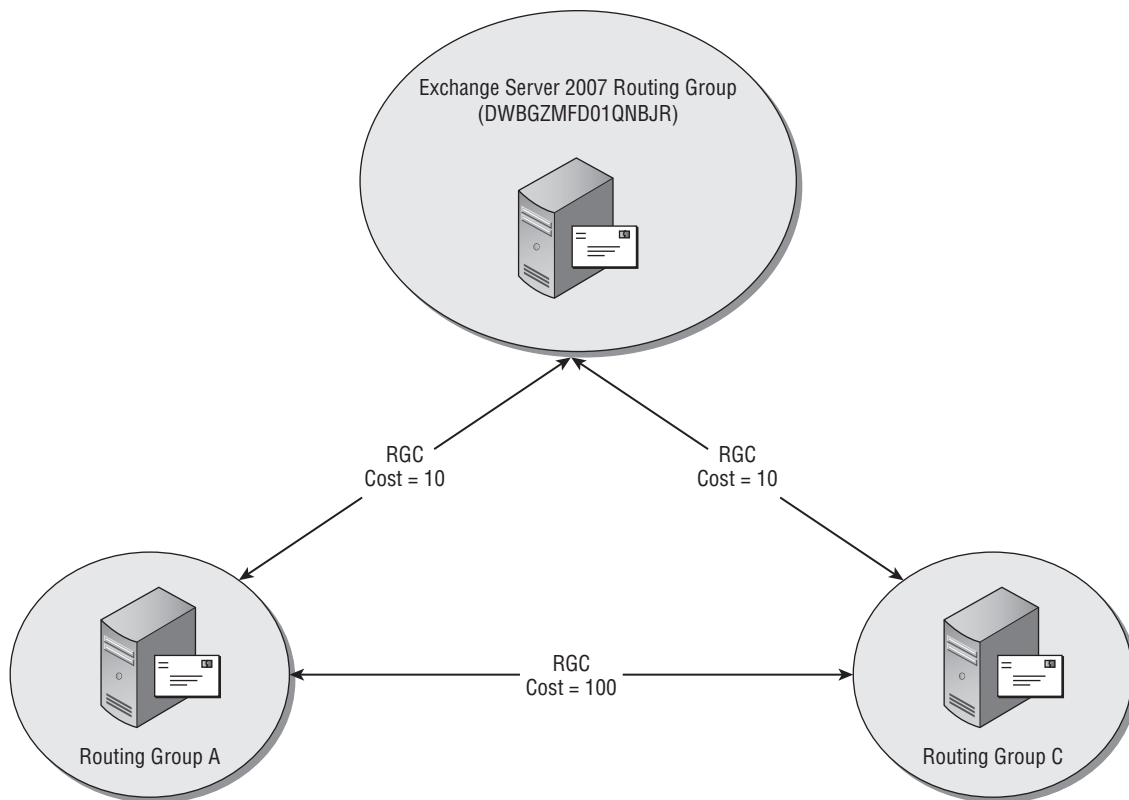 Exchange Server 2007 Routing Group
(DWBGZMFD01QNBJR)
RGC
Cost = 10
RGC
Cost = 10
RGC
Cost = 100
Routing Group A
Routing Group C